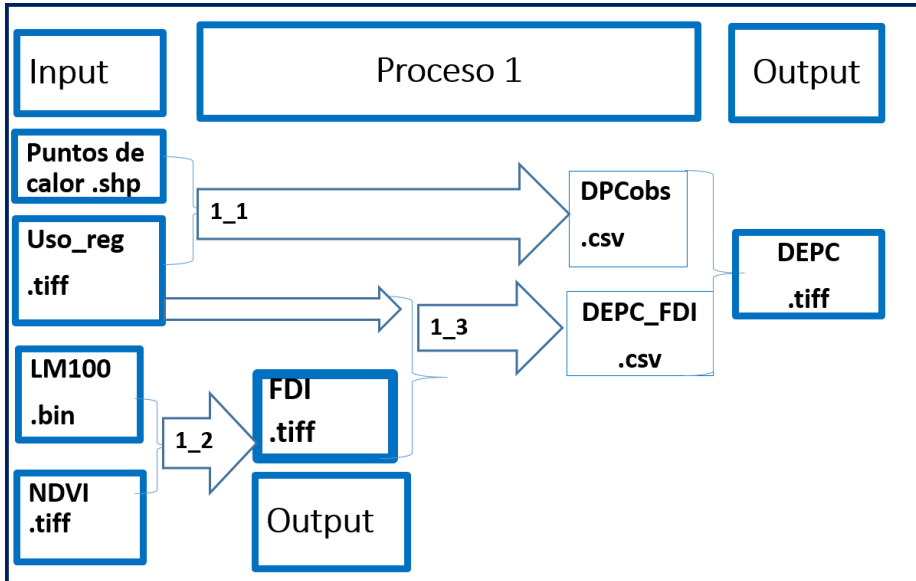 Input
Proceso 1
Output
Puntos de
calor .shp
1_1
DPCobs
.csv
Uso_reg
.tiff
DEPC
.tiff
1_3
DEPC_FDI
.csv
LM100
.bin
1_2
FDI
.tiff
NDVI
.tiff
Output